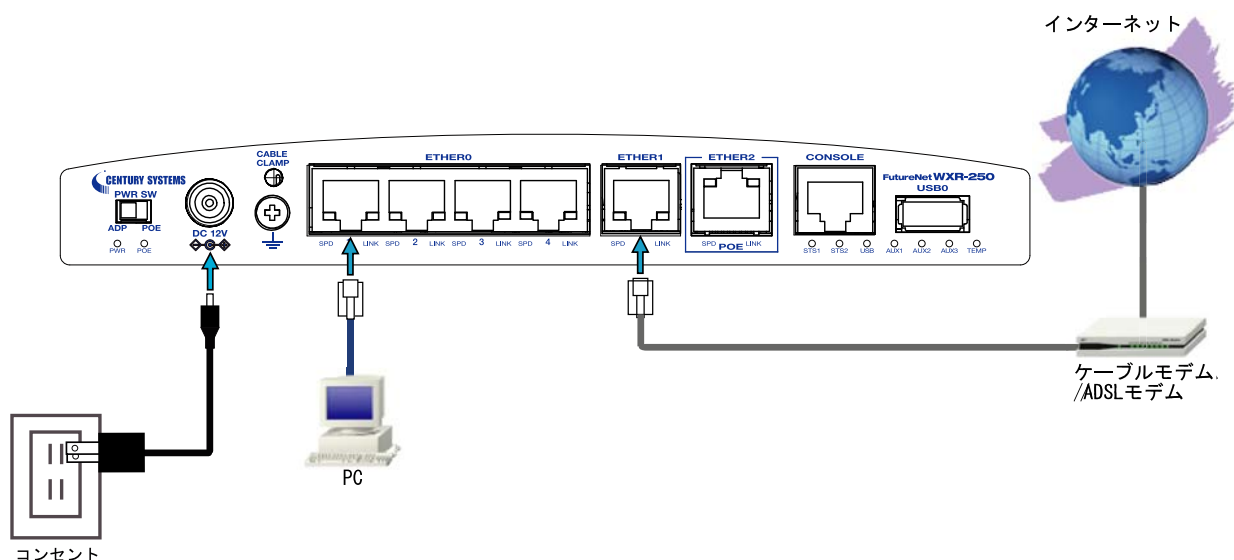 インターネット
CENTURY SYSTEMS
PWR SW
ADP POE
PWR POE
DC 12V
CABLE
CLAMP
ETHER0
SPD LINK SPD 2 LINK SPD 3 LINK SPD 4 LINK
ETHER1
SPD LINK
ETHER2
SPD LINK
POE
CONSOLE
FutureNet WXR-250
USB0
STS1 STS2 USB AUX1 AUX2 AUX3 TEMP
ケーブルモデム
/ADSLモデム
PC
コンセント